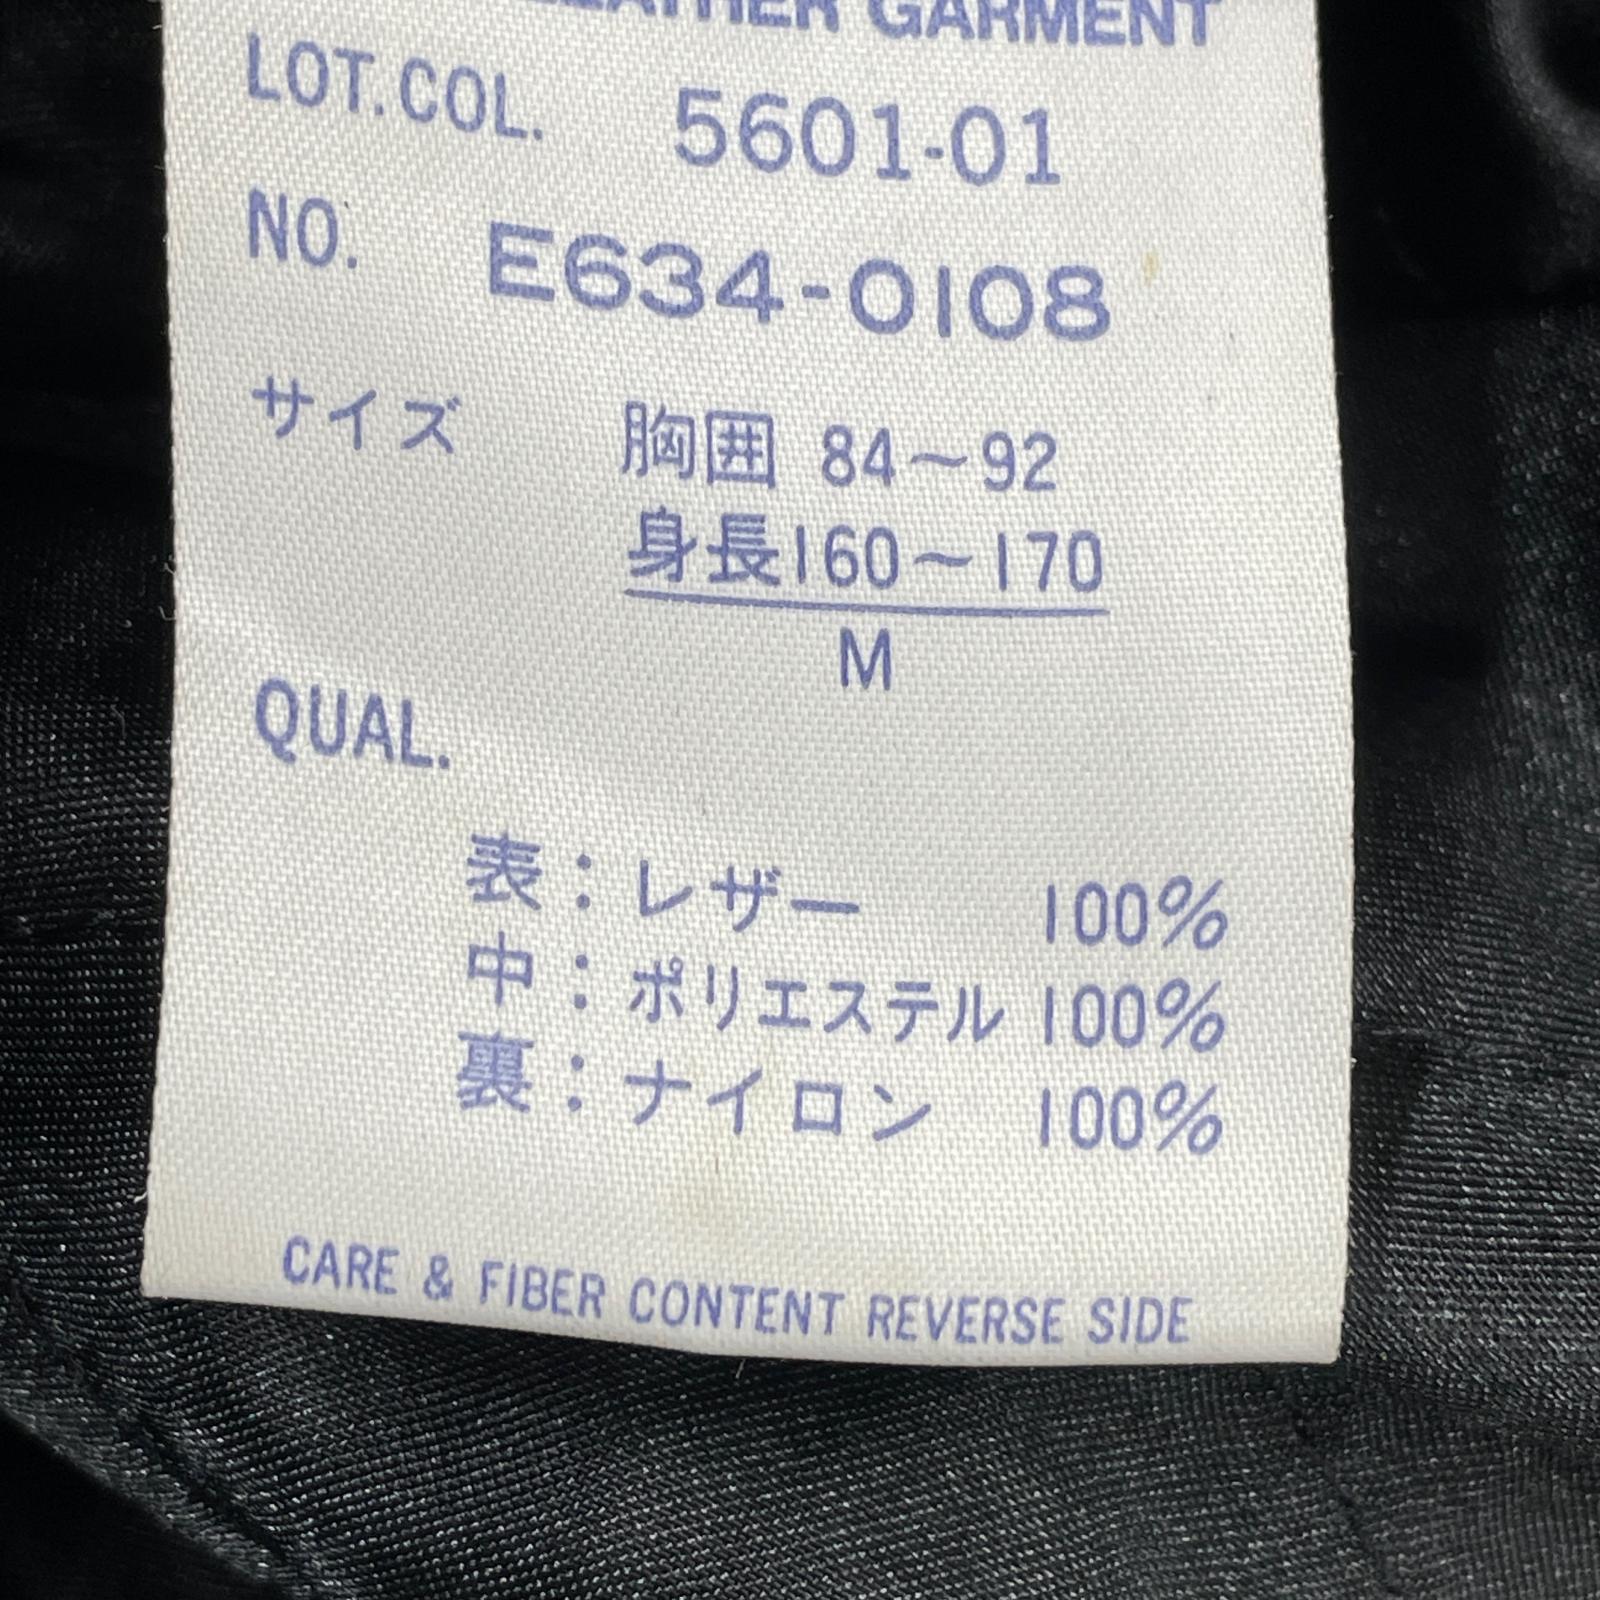 LEATHER GARMENT
LOT.COL. 5601-01
NO. E634-0108
サイズ 胸囲 84~92
身長160~170
M
QUAL.
表:レザー 100%
中:ポリエステル 100%
裏:ナイロン 100%
CARE & FIBER CONTENT REVERSE SIDE